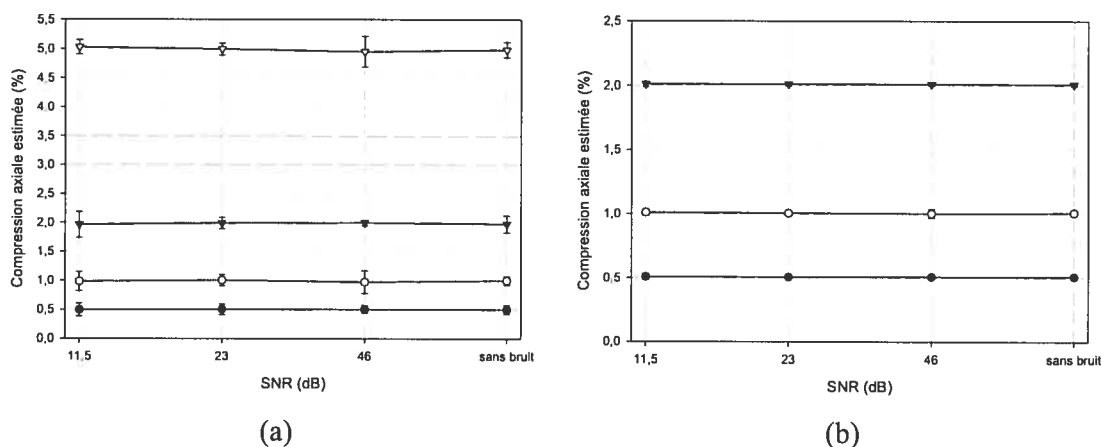 Compression axiale estimée (%)
5,5
5,0
4,5
4,0
3,5
3,0
2,5
2,0
1,5
1,0
0,5
0,0
11,5 23 46 sans bruit
SNR (dB)
(a)
Compression axiale estimée (%)
2,5
2,0
1,5
1,0
0,5
0,0
11,5 23 46 sans bruit
SNR (dB)
(b)